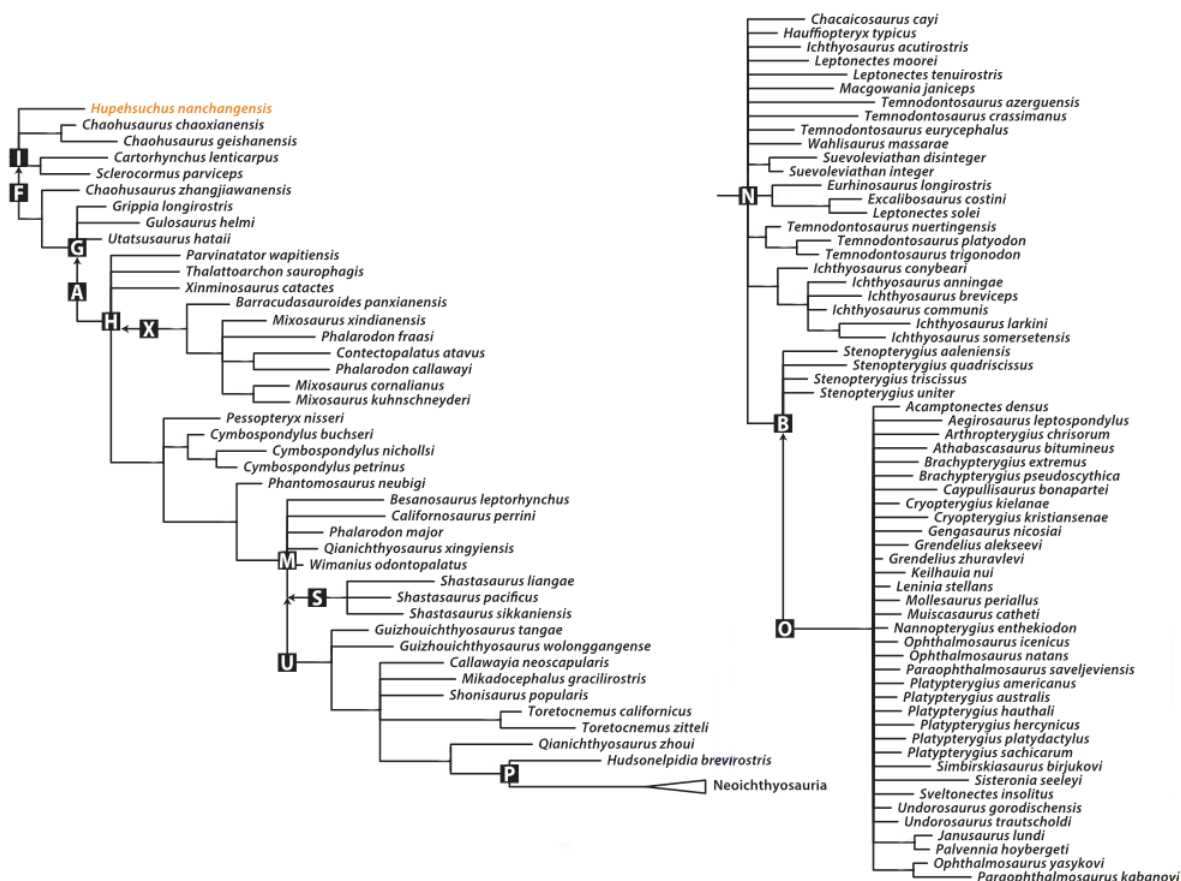 Hupehsuchus nanchangensis
Chaohusaurus chaoxianensis
Chaohusaurus geishanensis
I
Cartorhynchus lenticarpus
Sclerocormus parviceps
F
Chaohusaurus zhangjiawanensis
Grippia longirostris
Gulosaurus helmi
Utatsusaurus hataii
G
Parvinatator wapitiensis
Thalattoarchon saurophagis
A
Xinminosaurus catactes
Barracudasauroides panxianensis
H
X
Mixosaurus xindianensis
Phalarodon fraasi
Contectopalatus atavus
Phalarodon callawayi
Mixosaurus cornalianus
Mixosaurus kuhnschneyderi
Pessopteryx nisseri
Cymbospondylus buchseri
Cymbospondylus nichollsi
Cymbospondylus petrinus
Phantomosaurus neubigi
Besanosaurus leptorhynchus
Californosaurus perrini
Phalarodon major
Qianichthyosaurus xingyiensis
M
Wimanius odontopalatus
Shastasaurus liangae
S
Shastasaurus pacificus
Shastasaurus sikkaniensis
Guizhouichthyosaurus tangae
Guizhouichthyosaurus wolonggangense
U
Callawayia neoscapularis
Mikadocephalus gracilirostris
Shonisaurus popularis
Toretocnemus californicus
Toretocnemus zitteli
Qianichthyosaurus zhoui
Hudsonelpidia brevirostris
P
Neoichthyosauria
Chacaicosaurus cayi
Hauffiopteryx typicus
Ichthyosaurus acutirostris
Leptonectes moorei
Leptonectes tenuirostris
Macgowania janiceps
Temnodontosaurus azerguensis
Temnodontosaurus crassimanus
Temnodontosaurus eurycephalus
Wahlisaurus massarae
Suevoleviathan disinteger
Suevoleviathan integer
Eurhinosaurus longirostris
N
Excalibosaurus costini
Leptonectes solei
Temnodontosaurus nuertingensis
Temnodontosaurus platyodon
Temnodontosaurus trigonodon
Ichthyosaurus conybeari
Ichthyosaurus anningae
Ichthyosaurus breviceps
Ichthyosaurus communis
Ichthyosaurus larkini
Ichthyosaurus somersetensis
Stenopterygius aaleniensis
Stenopterygius quadriscissus
Stenopterygius triscissus
Stenopterygius uniter
Acamptonectes densus
B
Aegirosaurus leptospondylus
Arthropterygius chrisorum
Athabascasaurus bitumineus
Brachypterygius extremus
Brachypterygius pseudoscythica
Caypullisaurus bonapartei
Cryopterygius kielanae
Cryopterygius kristiansenae
Gengasaurus nicosiai
Grendelius alekseevi
Grendelius zhuravlevi
Keilhauia nui
Leninia stellans
Mollesaurus periallus
Muiscasaurus catheti
O
Nannopterygius enthekiodon
Ophthalmosaurus icenicus
Ophthalmosaurus natans
Paraophthalmosaurus saveljeviensis
Platypterygius americanus
Platypterygius australis
Platypterygius hauthali
Platypterygius hercynicus
Platypterygius platydactylus
Platypterygius sachicarum
Simbirskiasaurus birjukovi
Sisteronia seeleyi
Sveltonectes insolitus
Undorosaurus gorodischensis
Undorosaurus trautscholdi
Janusaurus lundi
Palvennia hoybergeti
Ophthalmosaurus yasykovi
Paraophthalmosaurus kabanovi